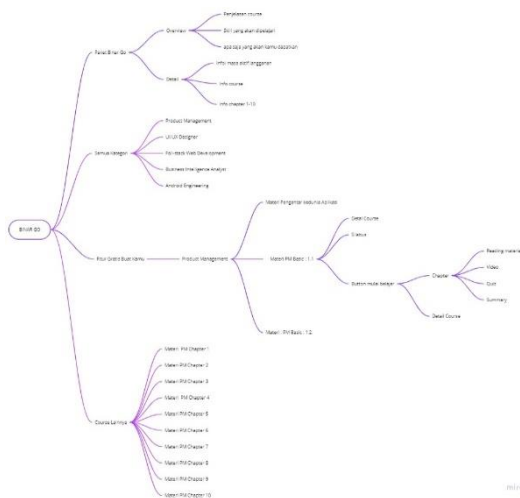 BINAR GO
Paket Binar Go
Overview
Penjelasan course
Skill yang akan dipelajari
apa saja yang akan kamu dapatkan
Detail
Info masa aktif langganan
Info course
Info chapter 1-10
Semua Kategori
Product Management
UI/UX Designer
Full stack Web Development
Business Intelligence Analyst
Android Engineering
Fitur Gratis Buat Kamu
Product Management
Materi Pengantar sedunia
Materi PM Basic : 1.1
Detail Course
Silabus
Button mulai belajar
Chapter
Reading material
Video
Quiz
Summary
Detail Course
Materi PM Basic : 1.2
Course Lainnya
Materi PM Chapter 1
Materi PM Chapter 2
Materi PM Chapter 3
Materi PM Chapter 4
Materi PM Chapter 5
Materi PM Chapter 6
Materi PM Chapter 7
Materi PM Chapter 8
Materi PM Chapter 9
Materi PM Chapter 10